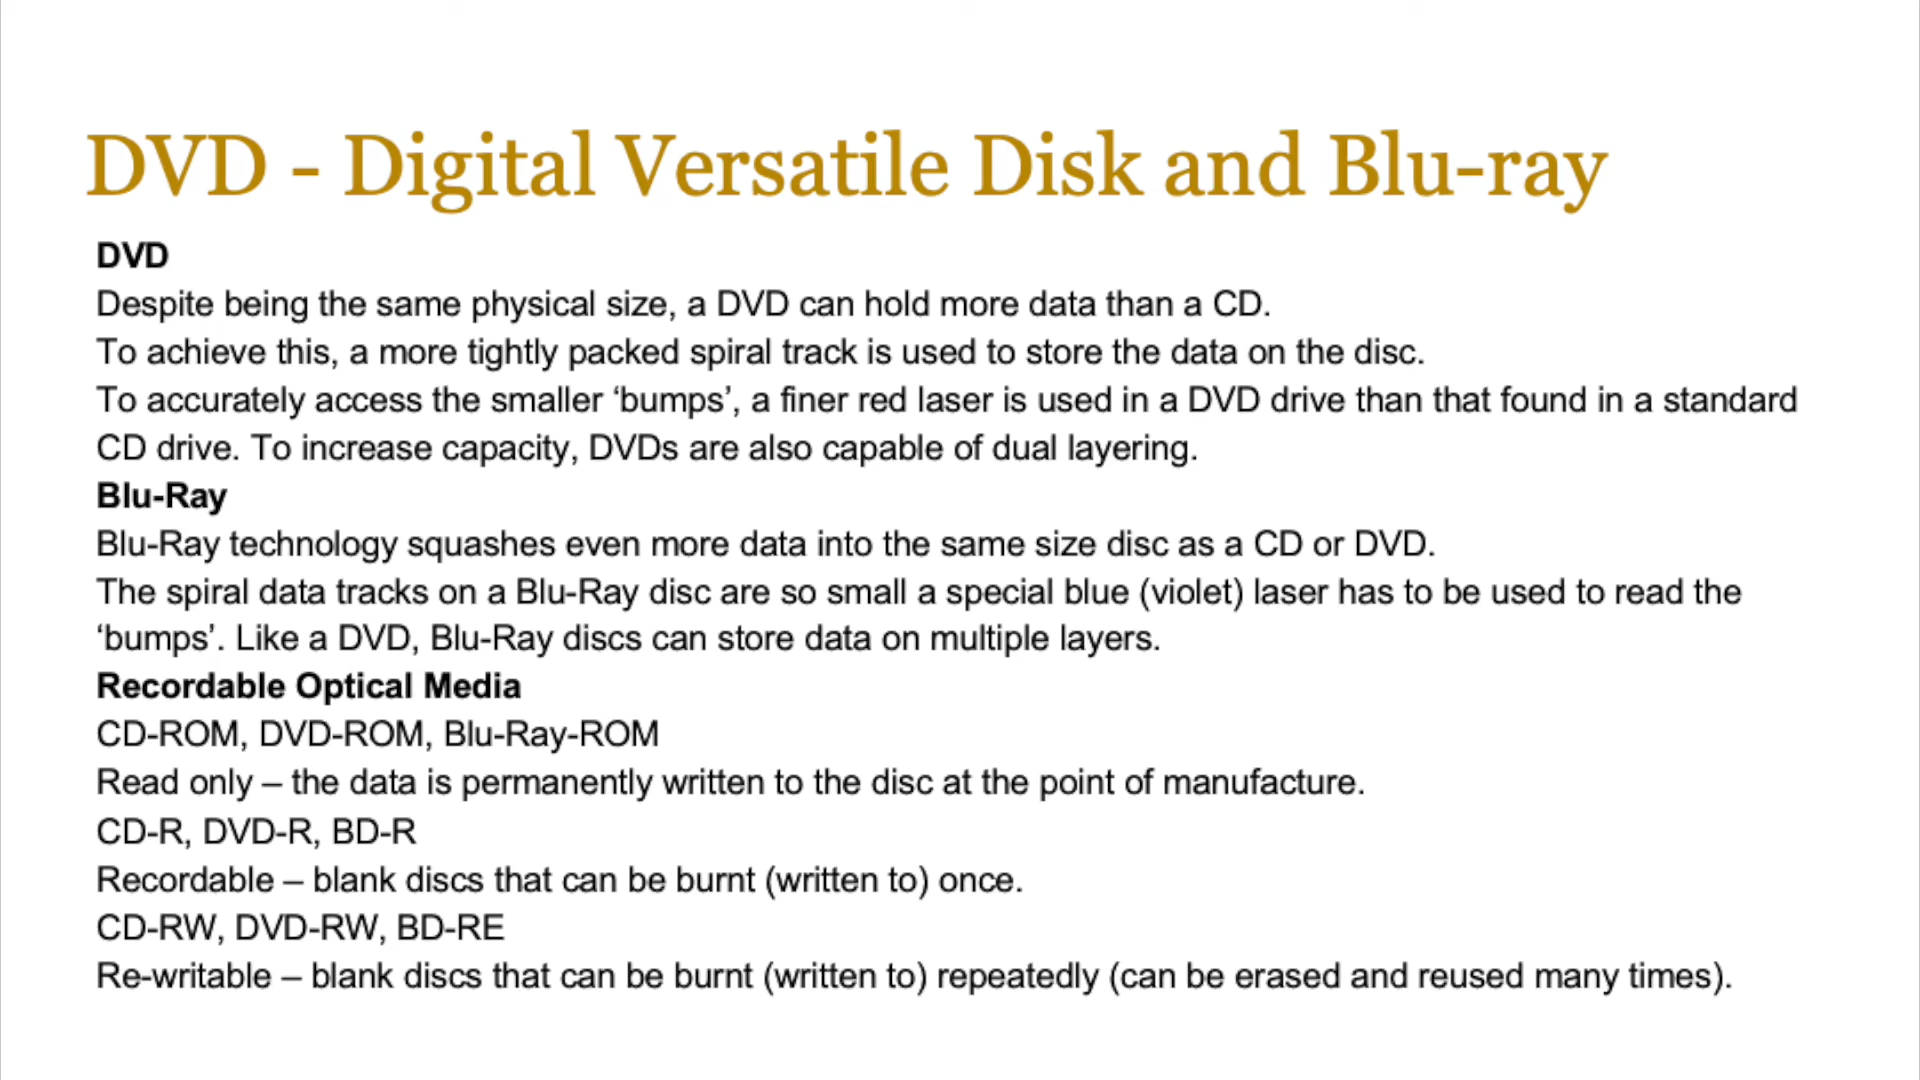 DVD - Digital Versatile Disk and Blu-ray
DVD
Despite being the same physical size, a DVD can hold more data than a CD.
To achieve this, a more tightly packed spiral track is used to store the data on the disc.
To accurately access the smaller ‘bumps’, a finer red laser is used in a DVD drive than that found in a standard
CD drive. To increase capacity, DVDs are also capable of dual layering.
Blu-Ray
Blu-Ray technology squashes even more data into the same size disc as a CD or DVD.
The spiral data tracks on a Blu-Ray disc are so small a special blue (violet) laser has to be used to read the
‘bumps’. Like a DVD, Blu-Ray discs can store data on multiple layers.
Recordable Optical Media
CD-ROM, DVD-ROM, Blu-Ray-ROM
Read only – the data is permanently written to the disc at the point of manufacture.
CD-R, DVD-R, BD-R
Recordable – blank discs that can be burnt (written to) once.
CD-RW, DVD-RW, BD-RE
Re-writable – blank discs that can be burnt (written to) repeatedly (can be erased and reused many times).